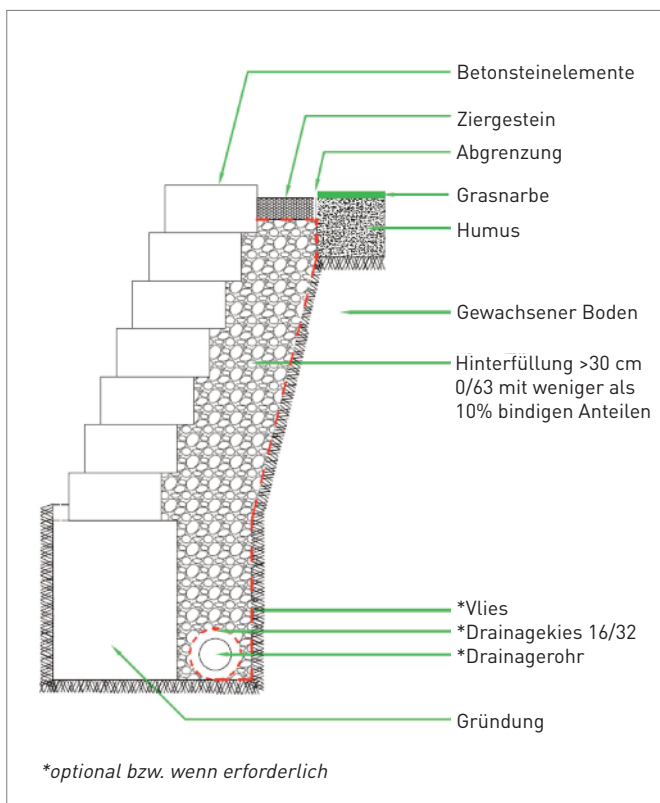 Betonsteinelemente
Ziergestein
Abgrenzung
Grasnarbe
Humus
Gewachsener Boden
Hinterfüllung >30 cm
0/63 mit weniger als
10% bindigen Anteilen
*Vlies
*Drainagekies 16/32
*Drainagerohr
Gründung
*optional bzw. wenn erforderlich